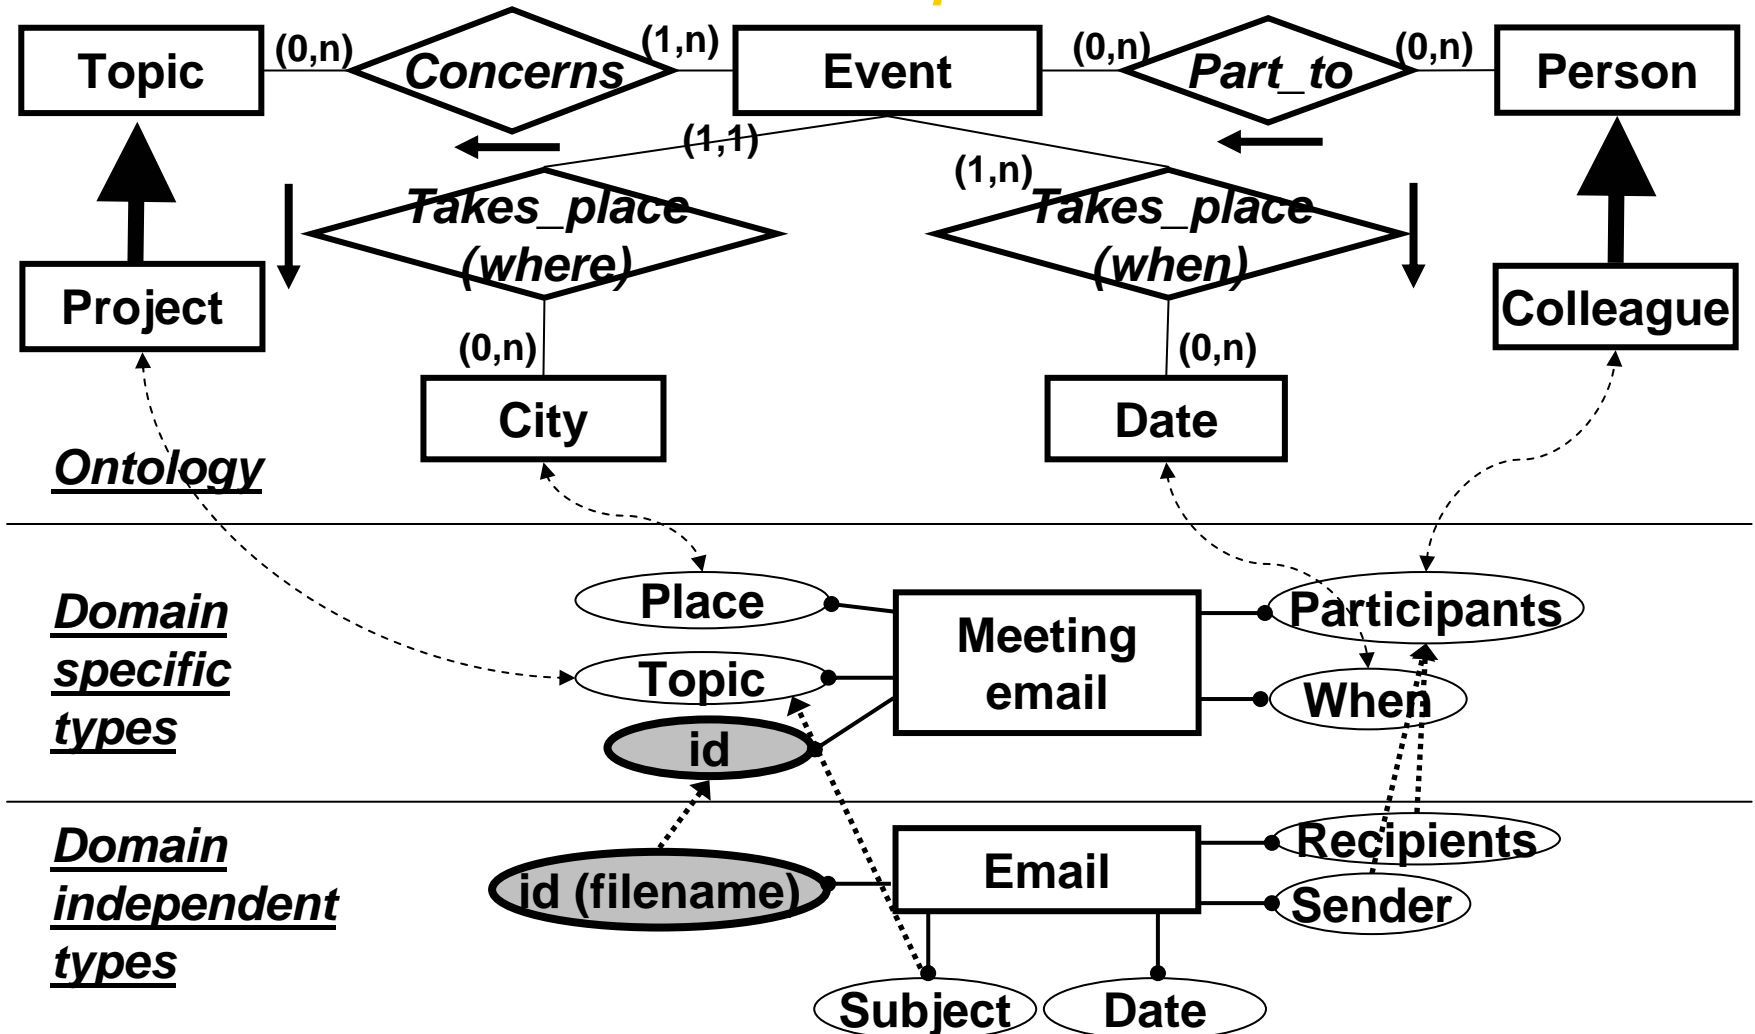 Topic
(0,n)
Concerns
(1,n)
Event
(0,n)
Part_to
(0,n)
Person
(1,1)
(1,n)
Takes_place
(where)
Takes_place
(when)
Project
Colleague
(0,n)
(0,n)
City
Date
Ontology
Domain
specific
types
Place
Topic
id
Meeting
email
Participants
When
Domain
independent
types
id (filename)
Email
Recipients
Sender
Subject
Date